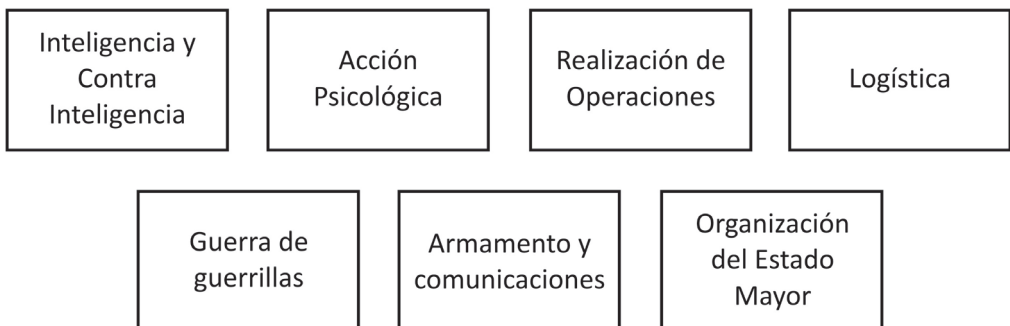 Inteligencia y
Contra
Inteligencia
Acción
Psicológica
Realización de
Operaciones
Logística
Guerra de
guerrillas
Armamento y
comunicaciones
Organización
del Estado
Mayor